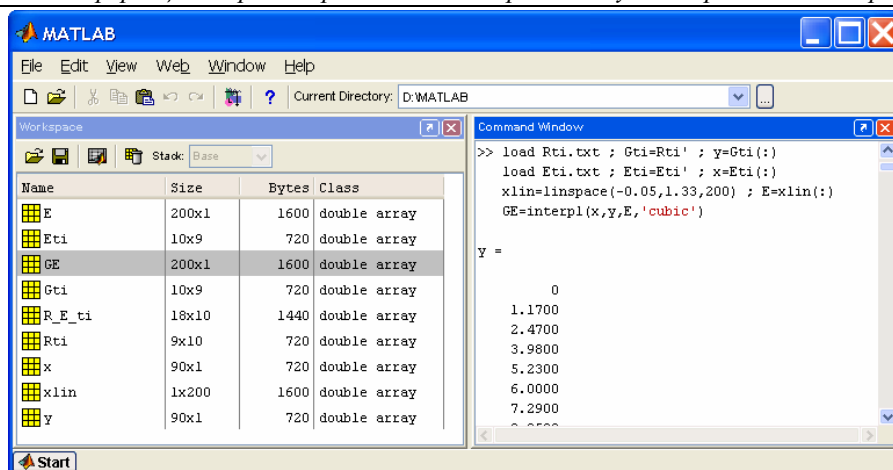 MATLAB
File Edit View Web Window Help
? Current Directory: D:\MATLAB ...
Workspace
Stack: Base
Name Size Bytes Class
E 200x1 1600 double array
Eti 10x9 720 double array
GE 200x1 1600 double array
Gti 10x9 720 double array
R_E_ti 18x10 1440 double array
Rti 9x10 720 double array
x 90x1 720 double array
xlin 1x200 1600 double array
y 90x1 720 double array
Command Window
>> load Rti.txt ; Gti=Rti' ; y=Gti(:)
load Eti.txt ; Eti=Eti' ; x=Eti(:)
xlin=linspace(-0.05,1.33,200) ; E=xlin(:)
GE=interp1(x,y,E,'cubic')
y =
0
1.1700
2.4700
3.9800
5.2300
6.0000
7.2900
Start